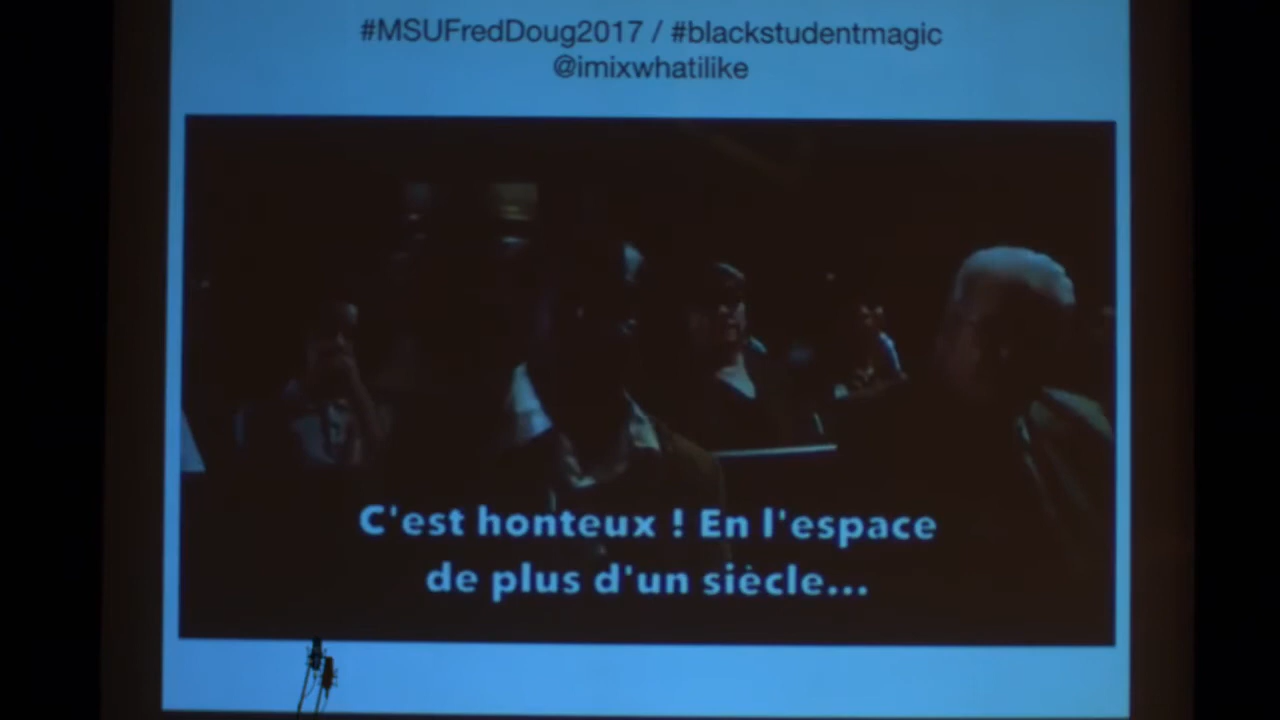 #MSUFredDoug2017 / #blackstudentmagic
@imixwhatilike
C'est honteux ! En l'espace
de plus d'un siècle...